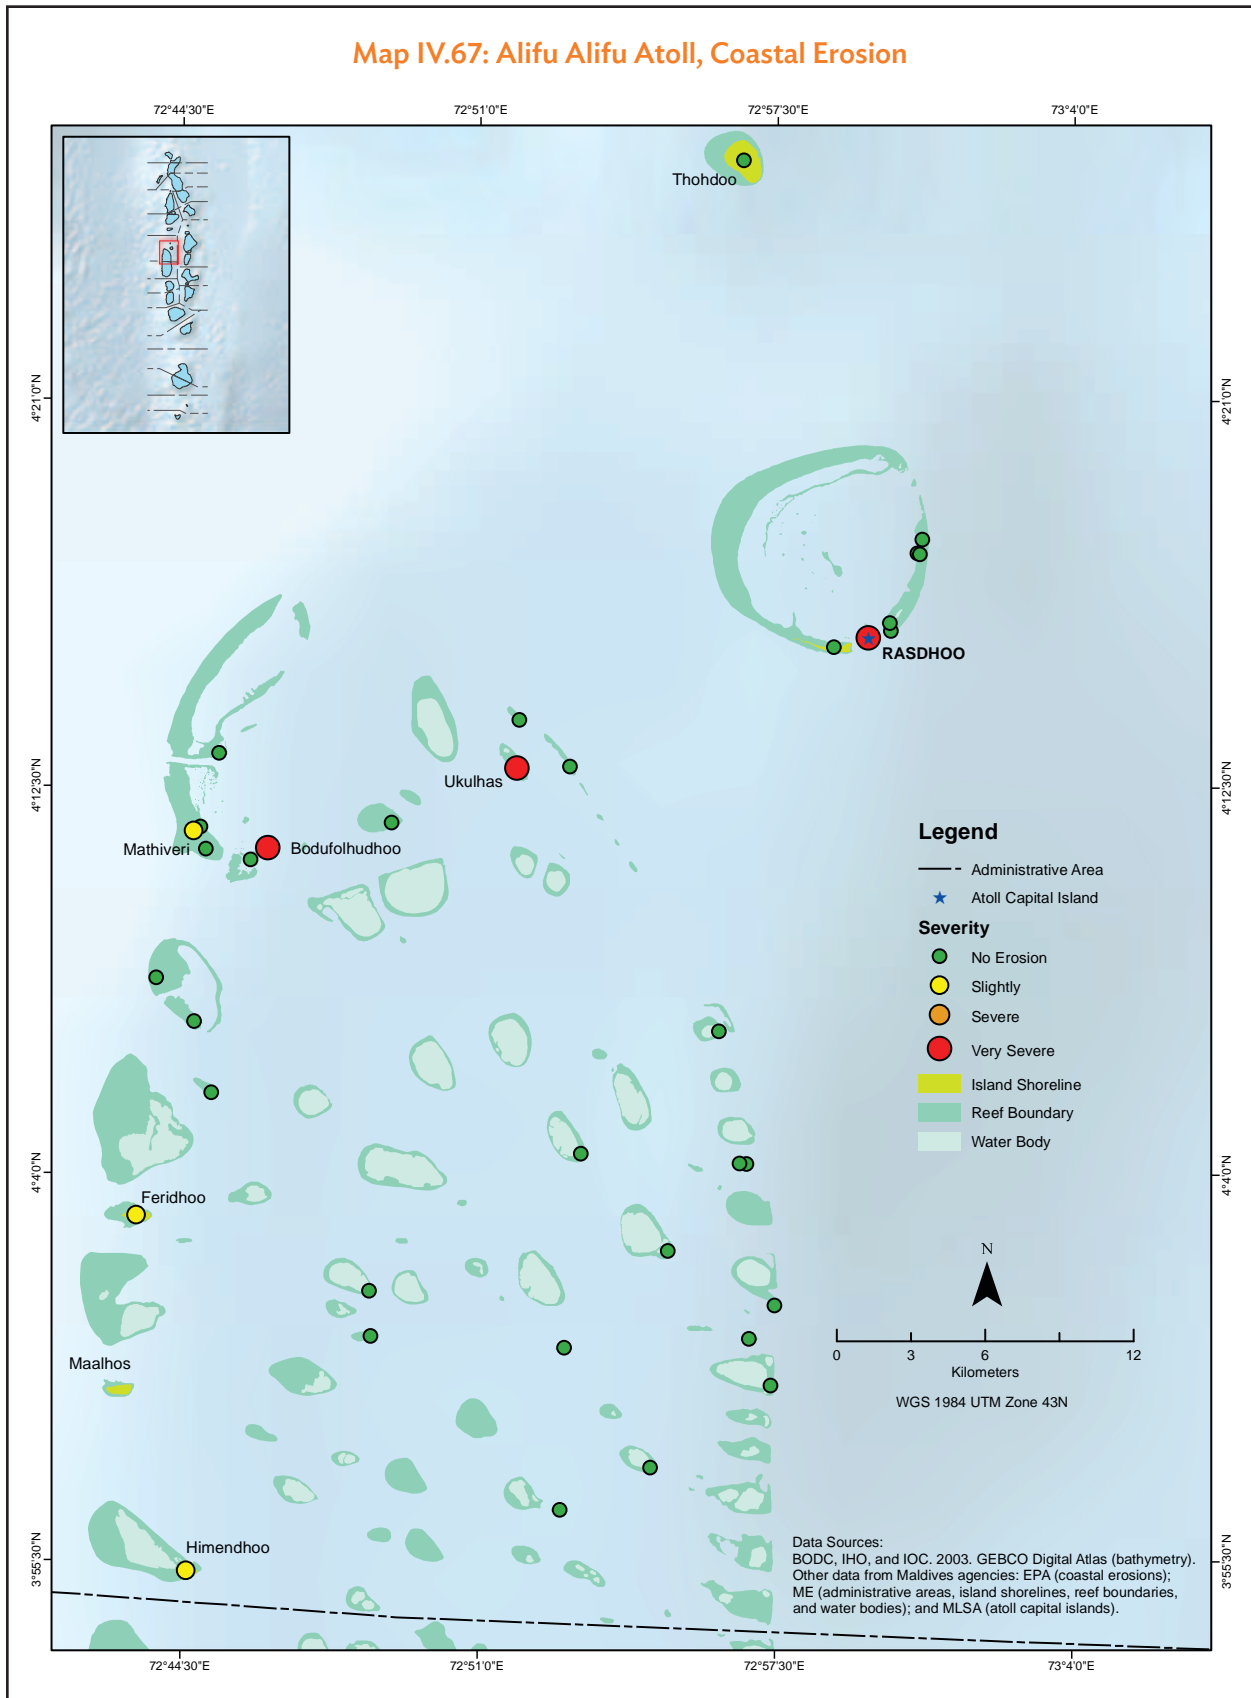 Map IV.67: Alifu Alifu Atoll, Coastal Erosion
72°44'30"E
72°51'0"E
72°57'30"E
73°4'0"E
Thohdoo
4°21'0"N
4°21'0"N
RASDHOO
Ukulhas
4°12'30"N
4°12'30"N
Mathiveri
Bodufolhudhoo
Legend
Administrative Area
Atoll Capital Island
Severity
No Erosion
Slightly
Severe
Very Severe
Island Shoreline
Reef Boundary
Water Body
4°4'0"N
4°4'0"N
Feridhoo
N
0 3 6 12
Kilometers
WGS 1984 UTM Zone 43N
Maalhos
Himendhoo
3°55'30"N
3°55'30"N
Data Sources:
BODC, IHO, and IOC. 2003. GEBCO Digital Atlas (bathymetry).
Other data from Maldives agencies: EPA (coastal erosions);
ME (administrative areas, island shorelines, reef boundaries,
and water bodies); and MLSA (atoll capital islands).
72°44'30"E
72°51'0"E
72°57'30"E
73°4'0"E